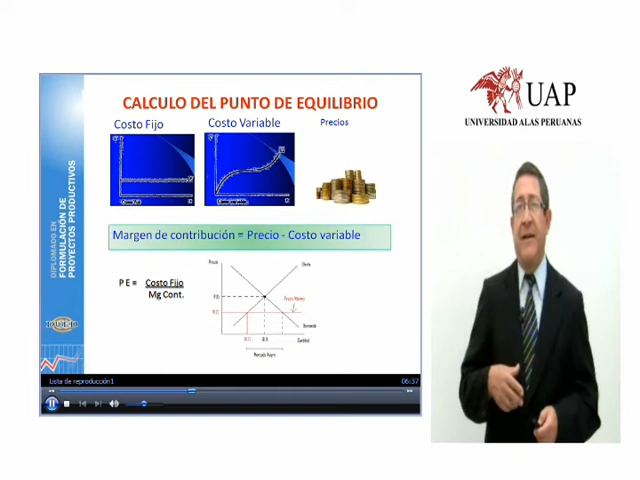 CALCULO DEL PUNTO DE EQUILIBRIO
Costo Fijo
Costo Variable
Precios
Margen de contribución = Precio - Costo variable
P E = Costo Fijo
Mg Cont.
Precio
Oferta
Precio Mínimo
Demanda
Cantidad
DIPLOMADO EN
FORMULACIÓN DE
PROYECTOS PRODUCTIVOS
DUED
Lista de reproducción1
06:37
UAP
UNIVERSIDAD ALAS PERUANAS